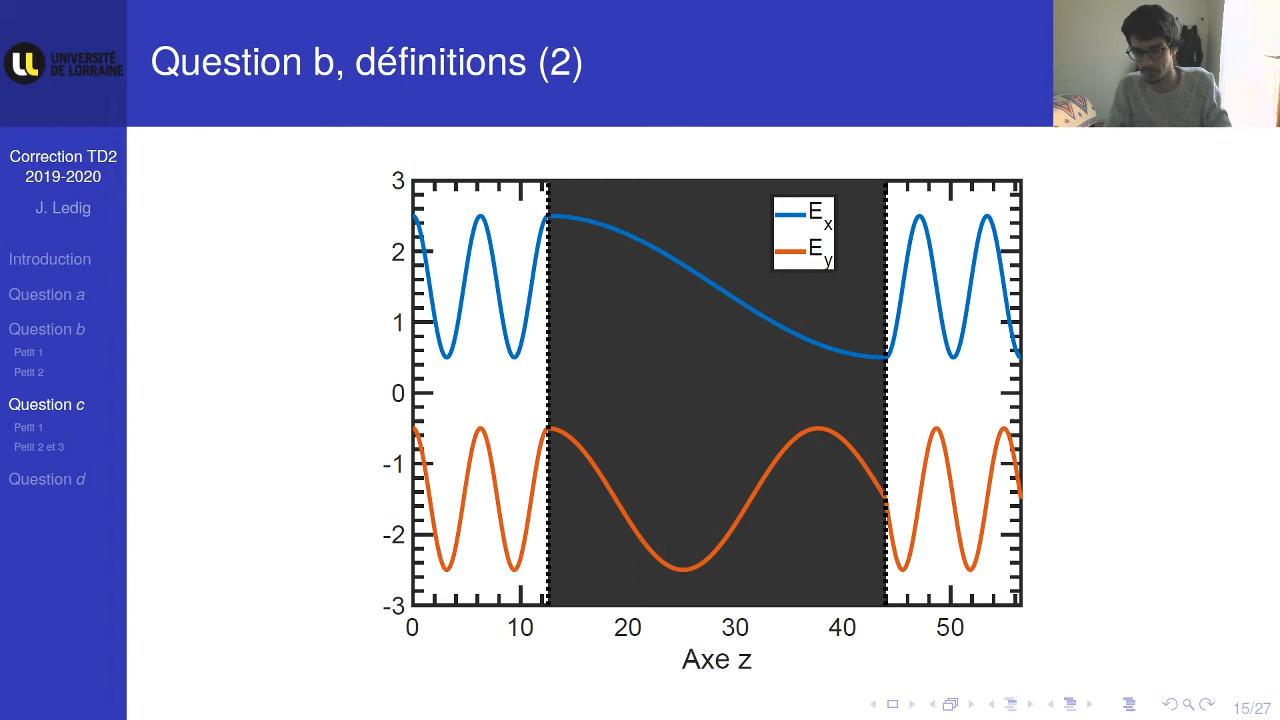 UNIVERSITÉ
DE LORRAINE
Question b, définitions (2)
Correction TD2
2019-2020
J. Ledig
Introduction
Question a
Question b
Petit 1
Petit 2
Question c
Petit 1
Petit 2 et 3
Question d
3
2
1
0
-1
-2
-3
E_x
E_y
0 10 20 30 40 50
Axe z
15/27